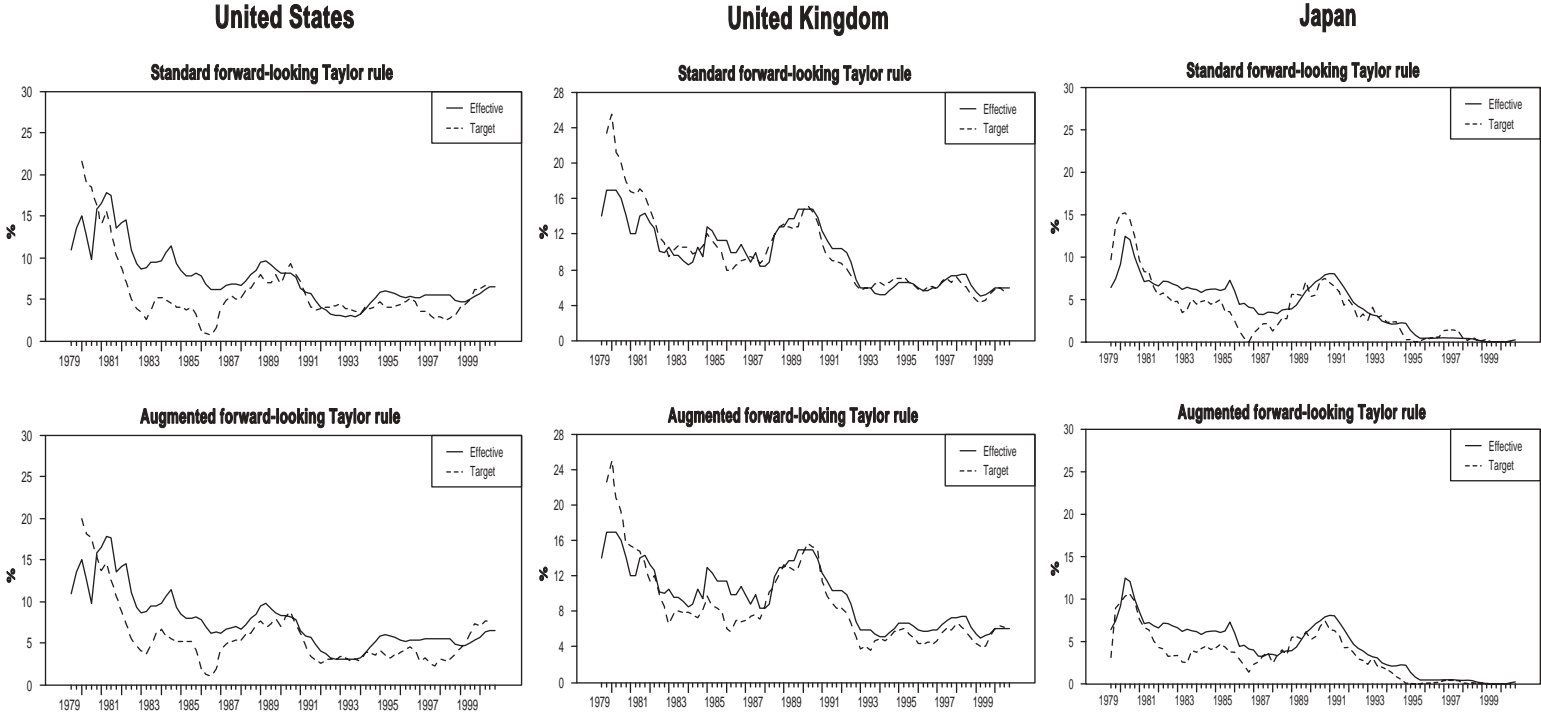 United States
United Kingdom
Japan
Standard forward-looking Taylor rule
Standard forward-looking Taylor rule
Standard forward-looking Taylor rule
30
25
20
15
10
5
0
%
Effective
Target
1979 1981 1983 1985 1987 1989 1991 1993 1995 1997 1999
28
24
20
16
12
8
4
0
%
Effective
Target
1979 1981 1983 1985 1987 1989 1991 1993 1995 1997 1999
30
25
20
15
10
5
0
%
Effective
Target
1979 1981 1983 1985 1987 1989 1991 1993 1995 1997 1999
Augmented forward-looking Taylor rule
Augmented forward-looking Taylor rule
Augmented forward-looking Taylor rule
30
25
20
15
10
5
0
%
Effective
Target
1979 1981 1983 1985 1987 1989 1991 1993 1995 1997 1999
28
24
20
16
12
8
4
0
%
Effective
Target
1979 1981 1983 1985 1987 1989 1991 1993 1995 1997 1999
30
25
20
15
10
5
0
%
Effective
Target
1979 1981 1983 1985 1987 1989 1991 1993 1995 1997 1999